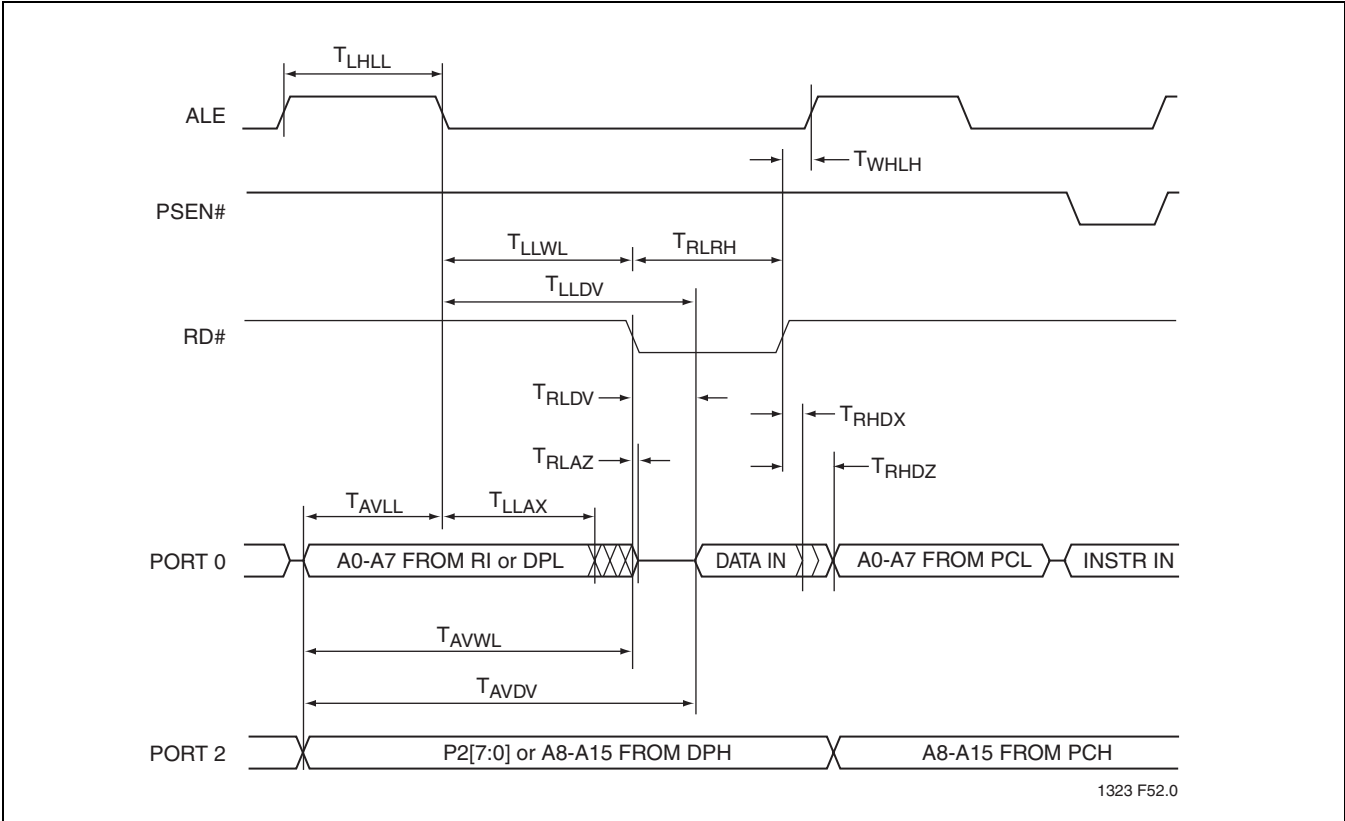 TLHLL
ALE
TWHLH
PSEN#
TLLWL TRLRH
TLLDV
RD#
TRLDV
TRHDX
TRLAZ
TRHDZ
TAVLL TLLAX
PORT 0 A0-A7 FROM RI or DPL DATA IN A0-A7 FROM PCL INSTR IN
TAVWL
TAVDV
PORT 2 P2[7:0] or A8-A15 FROM DPH A8-A15 FROM PCH
1323 F52.0